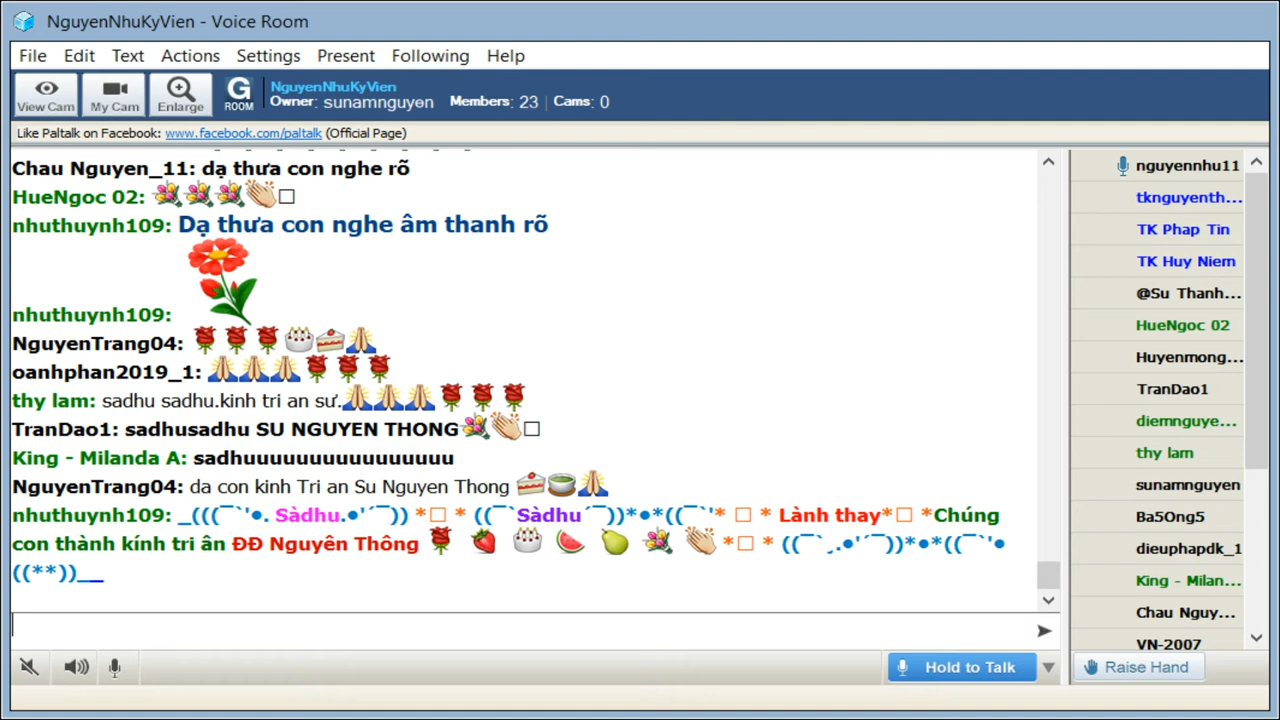 NguyenNhuKyVien - Voice Room
File Edit Text Actions Settings Present Following Help
View Cam My Cam Enlarge G ROOM
NguyenNhuKyVien
Owner: sunamnguyen Members: 23 | Cams: 0
Like Paltalk on Facebook: www.facebook.com/paltalk (Official Page)
Chau Nguyen_11: dạ thưa con nghe rõ
HueNgoc 02:
nhuthuynh109: Dạ thưa con nghe âm thanh rõ
nhuthuynh109:
NguyenTrang04:
oanhphan2019_1:
thy lam: sadhu sadhu.kinh tri an sư.
TranDao1: sadhusadhu SU NGUYEN THONG
King - Milanda A: sadhuuuuuuuuuuuuuuuu
NguyenTrang04: da con kinh Tri an Su Nguyen Thong
nhuthuynh109: _(((¯`'●. Sàdhu.●'´¯)) *□ * ((¯`Sàdhu´¯))*●*((¯`'* □ * Lành thay*□ *Chúng
con thành kính tri ân ĐĐ Nguyên Thông *□ * ((¯`¸.●'´¯))*●*((¯`'●
((**))__
Hold to Talk
nguyennhu11
tknguyenth...
TK Phap Tin
TK Huy Niem
@Su Thanh...
HueNgoc 02
Huyenmong...
TranDao1
diemnguye...
thy lam
sunamnguyen
Ba5Ong5
dieuphapdk_1
King - Milan...
Chau Nguy...
VN-2007
Raise Hand